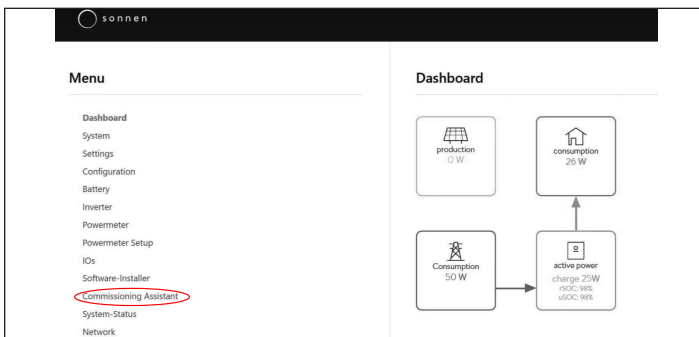 sonnen
Menu
Dashboard
System
Settings
Configuration
Battery
Inverter
Powermeter
Powermeter Setup
IOs
Software-Installer
Commissioning Assistant
System-Status
Network
Dashboard
production
0 W
consumption
26 W
Consumption
50 W
active power
charge 25W
rSOC: 98%
uSOC: 98%